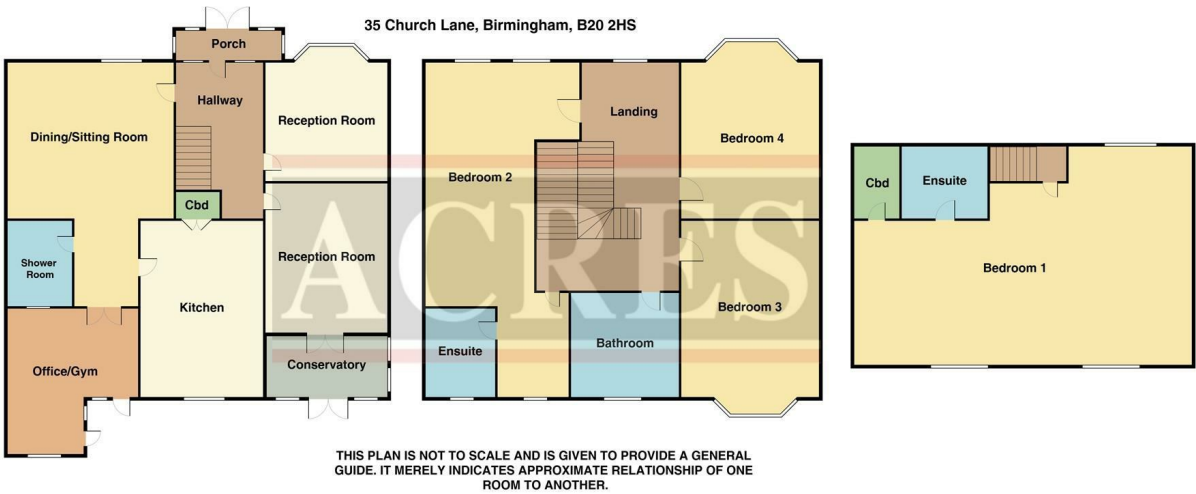 35 Church Lane, Birmingham, B20 2HS
Porch
Hallway
Dining/Sitting Room
Reception Room
Cbd
Shower
Room
Kitchen
Reception Room
Office/Gym
Conservatory
Landing
Bedroom 4
Bedroom 2
Bedroom 3
Ensuite
Bathroom
Cbd
Ensuite
Bedroom 1
ACRES
THIS PLAN IS NOT TO SCALE AND IS GIVEN TO PROVIDE A GENERAL
GUIDE. IT MERELY INDICATES APPROXIMATE RELATIONSHIP OF ONE
ROOM TO ANOTHER.